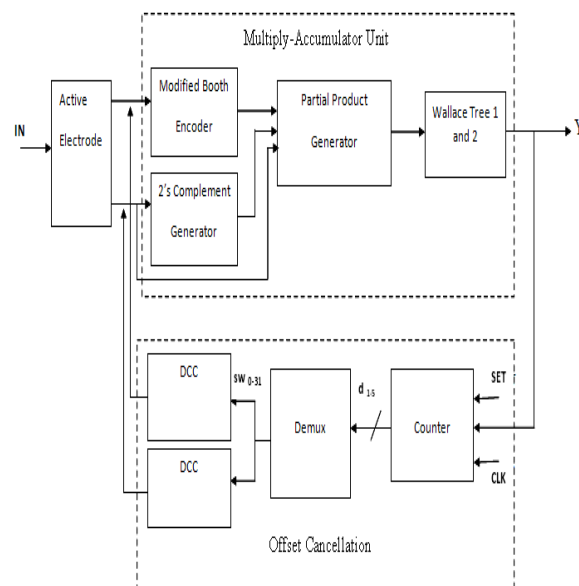 Multiply-Accumulator Unit
Active
Electrode
IN
Modified Booth
Encoder
2's Complement
Generator
Partial Product
Generator
Wallace Tree 1
and 2
Y
DCC
DCC
sw 0-31
Demux
d 1-5
Counter
SET
CLK
Offset Cancellation